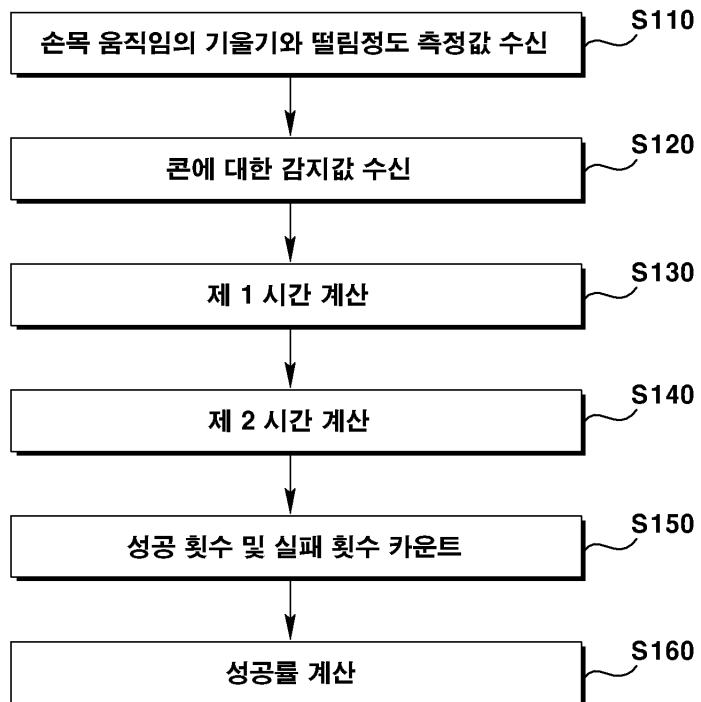 S110
손목 움직임의 기울기와 떨림정도 측정값 수신
S120
콘에 대한 감지값 수신
S130
제 1 시간 계산
S140
제 2 시간 계산
S150
성공 횟수 및 실패 횟수 카운트
S160
성공률 계산